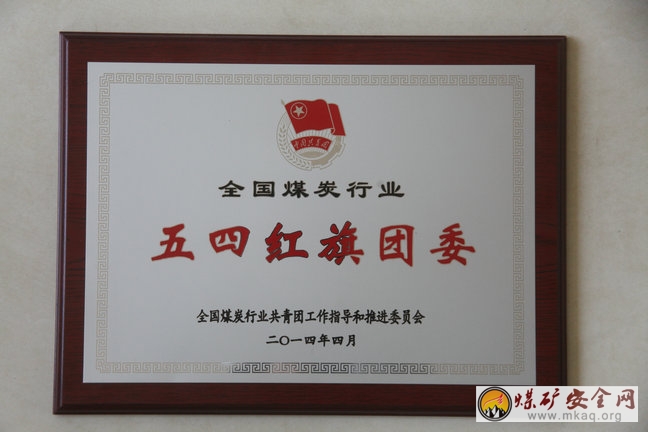 中国共青团
全国煤炭行业
五四红旗团委
全国煤炭行业共青团工作指导和推进委员会
二〇一四年四月
煤矿安全网
www.mkaq.org